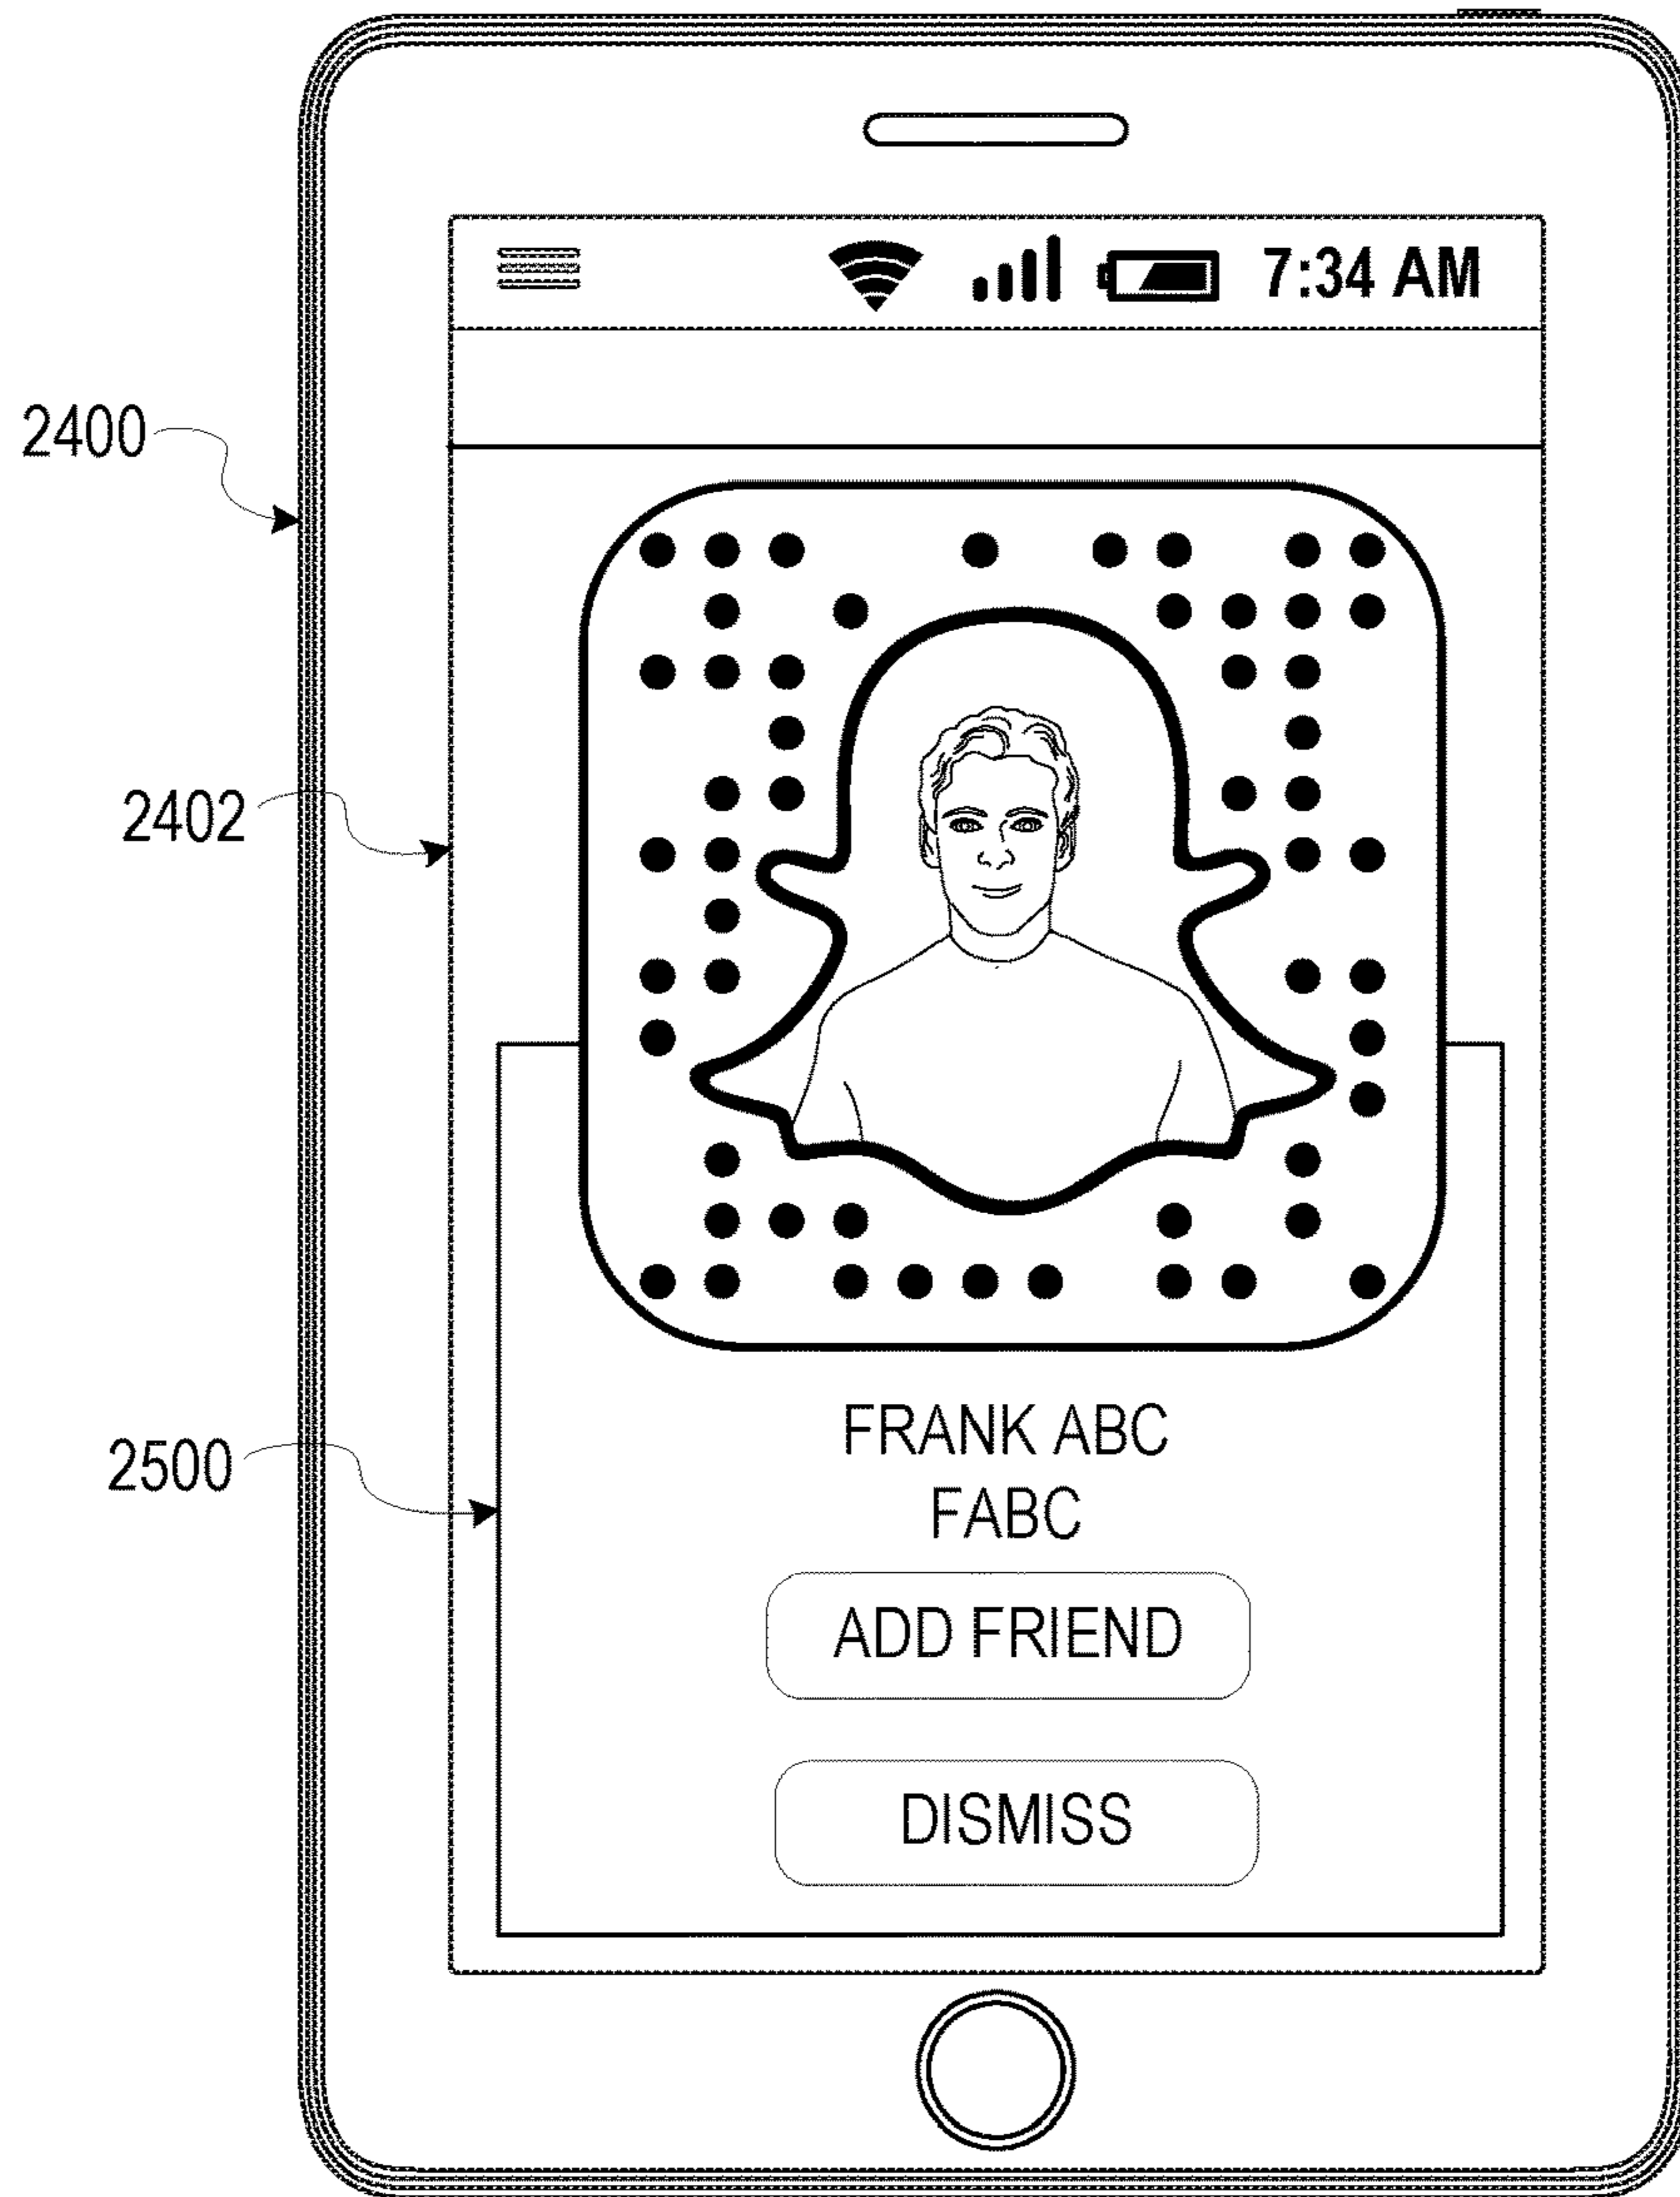 7:34 AM
2400
2402
2500
FRANK ABC
FABC
ADD FRIEND
DISMISS